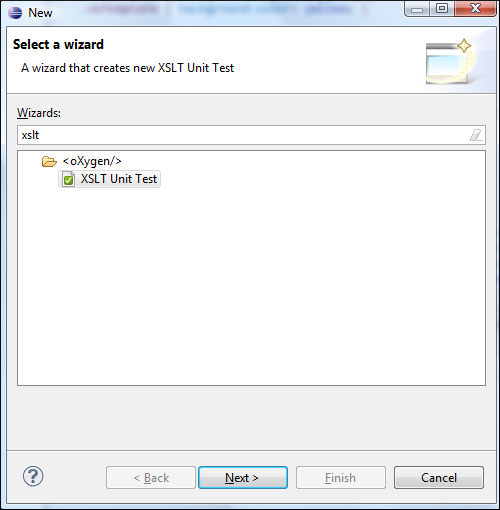 New
Select a wizard
A wizard that creates new XSLT Unit Test
Wizards:
xslt
<oXygen/>
XSLT Unit Test
?
< Back
Next >
Finish
Cancel